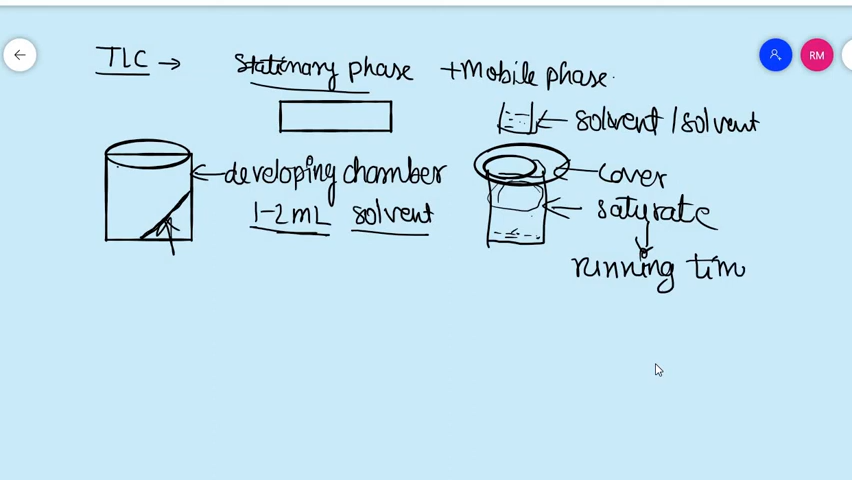 TLC → Stationary phase + Mobile phase
solvent / solvent
developing chamber
1-2 mL solvent
cover
saturate
running tim
RM